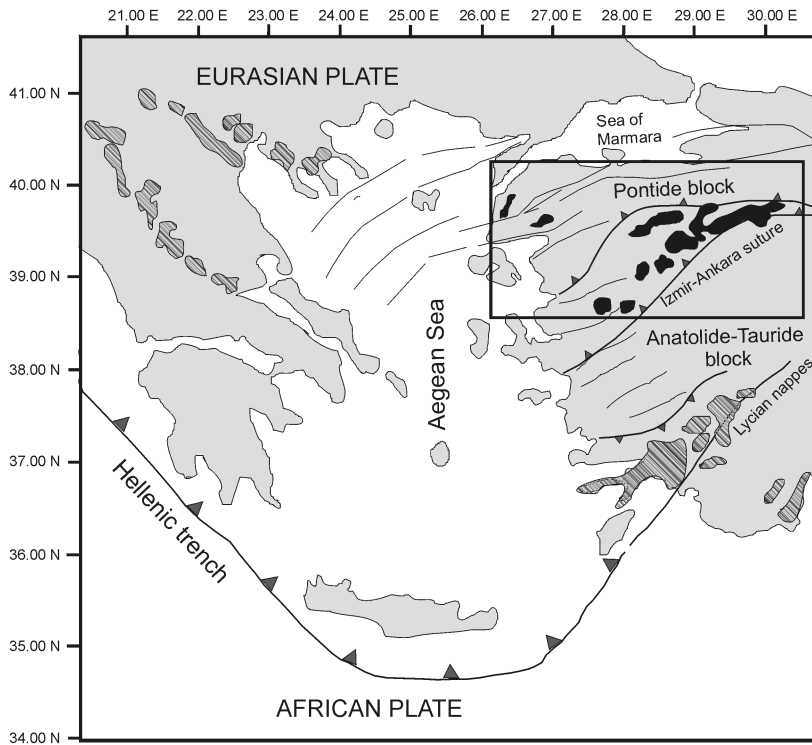 21.00 E 22.00 E 23.00 E 24.00 E 25.00 E 26.00 E 27.00 E 28.00 E 29.00 E 30.00 E
EURASIAN PLATE
41.00 N
Sea of
Marmara
40.00 N
Pontide block
39.00 N
Izmir-Ankara suture
Aegean Sea
Anatolide-Tauride
block
38.00 N
Lycian nappes
37.00 N
Hellenic trench
36.00 N
35.00 N
AFRICAN PLATE
34.00 N